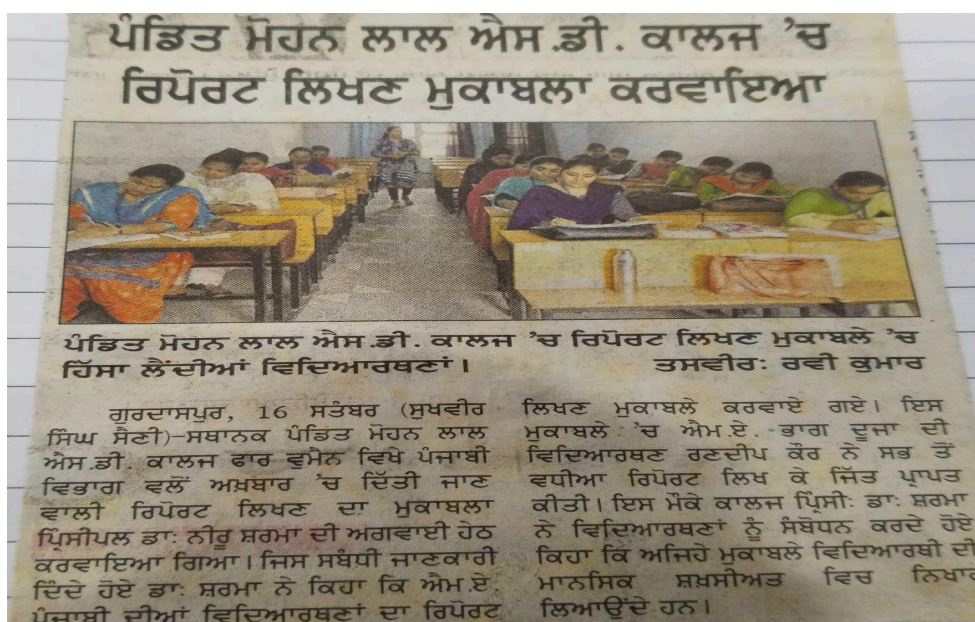 ਪੰਡਿਤ ਮੋਹਨ ਲਾਲ ਐਸ.ਡੀ. ਕਾਲਜ 'ਚ
ਰਿਪੋਰਟ ਲਿਖਣ ਮੁਕਾਬਲਾ ਕਰਵਾਇਆ
ਪੰਡਿਤ ਮੋਹਨ ਲਾਲ ਐਸ.ਡੀ. ਕਾਲਜ 'ਚ ਰਿਪੋਰਟ ਲਿਖਣ ਮੁਕਾਬਲੇ 'ਚ
ਹਿੱਸਾ ਲੈਂਦੀਆਂ ਵਿਦਿਆਰਥਣਾਂ। ਤਸਵੀਰ: ਰਵੀ ਕੁਮਾਰ
ਗੁਰਦਾਸਪੁਰ, 16 ਸਤੰਬਰ (ਸੁਖਵੀਰ
ਸਿੰਘ ਸੈਣੀ)-ਸਥਾਨਕ ਪੰਡਿਤ ਮੋਹਨ ਲਾਲ
ਐਸ.ਡੀ. ਕਾਲਜ ਫਾਰ ਵੁਮੈਨ ਵਿਖੇ ਪੰਜਾਬੀ
ਵਿਭਾਗ ਵਲੋਂ ਅਖ਼ਬਾਰ 'ਚ ਦਿੱਤੀ ਜਾਣ
ਵਾਲੀ ਰਿਪੋਰਟ ਲਿਖਣ ਦਾ ਮੁਕਾਬਲਾ
ਪ੍ਰਿੰਸੀਪਲ ਡਾ: ਨੀਰੂ ਸ਼ਰਮਾ ਦੀ ਅਗਵਾਈ ਹੇਠ
ਕਰਵਾਇਆ ਗਿਆ। ਜਿਸ ਸਬੰਧੀ ਜਾਣਕਾਰੀ
ਦਿੰਦੇ ਹੋਏ ਡਾ: ਸ਼ਰਮਾ ਨੇ ਕਿਹਾ ਕਿ ਐਮ.ਏ
ਪੰਜਾਬੀ ਦੀਆਂ ਵਿਦਿਆਰਥਣਾਂ ਦਾ ਰਿਪੋਰਟ
ਲਿਖਣ ਮੁਕਾਬਲੇ ਕਰਵਾਏ ਗਏ। ਇਸ
ਮੁਕਾਬਲੇ 'ਚ ਐਮ.ਏ. ਭਾਗ ਦੂਜਾ ਦੀ
ਵਿਦਿਆਰਥਣ ਰਣਦੀਪ ਕੌਰ ਨੇ ਸਭ ਤੋਂ
ਵਧੀਆ ਰਿਪੋਰਟ ਲਿਖ ਕੇ ਜਿੱਤ ਪ੍ਰਾਪਤ
ਕੀਤੀ। ਇਸ ਮੌਕੇ ਕਾਲਜ ਪ੍ਰਿੰਸੀ: ਡਾ: ਸ਼ਰਮਾ
ਨੇ ਵਿਦਿਆਰਥਣਾਂ ਨੂੰ ਸੰਬੋਧਨ ਕਰਦੇ ਹੋਏ
ਕਿਹਾ ਕਿ ਅਜਿਹੇ ਮੁਕਾਬਲੇ ਵਿਦਿਆਰਥੀ ਦੀ
ਮਾਨਸਿਕ ਸ਼ਖ਼ਸੀਅਤ ਵਿਚ ਨਿਖਾਰ
ਲਿਆਉਂਦੇ ਹਨ।